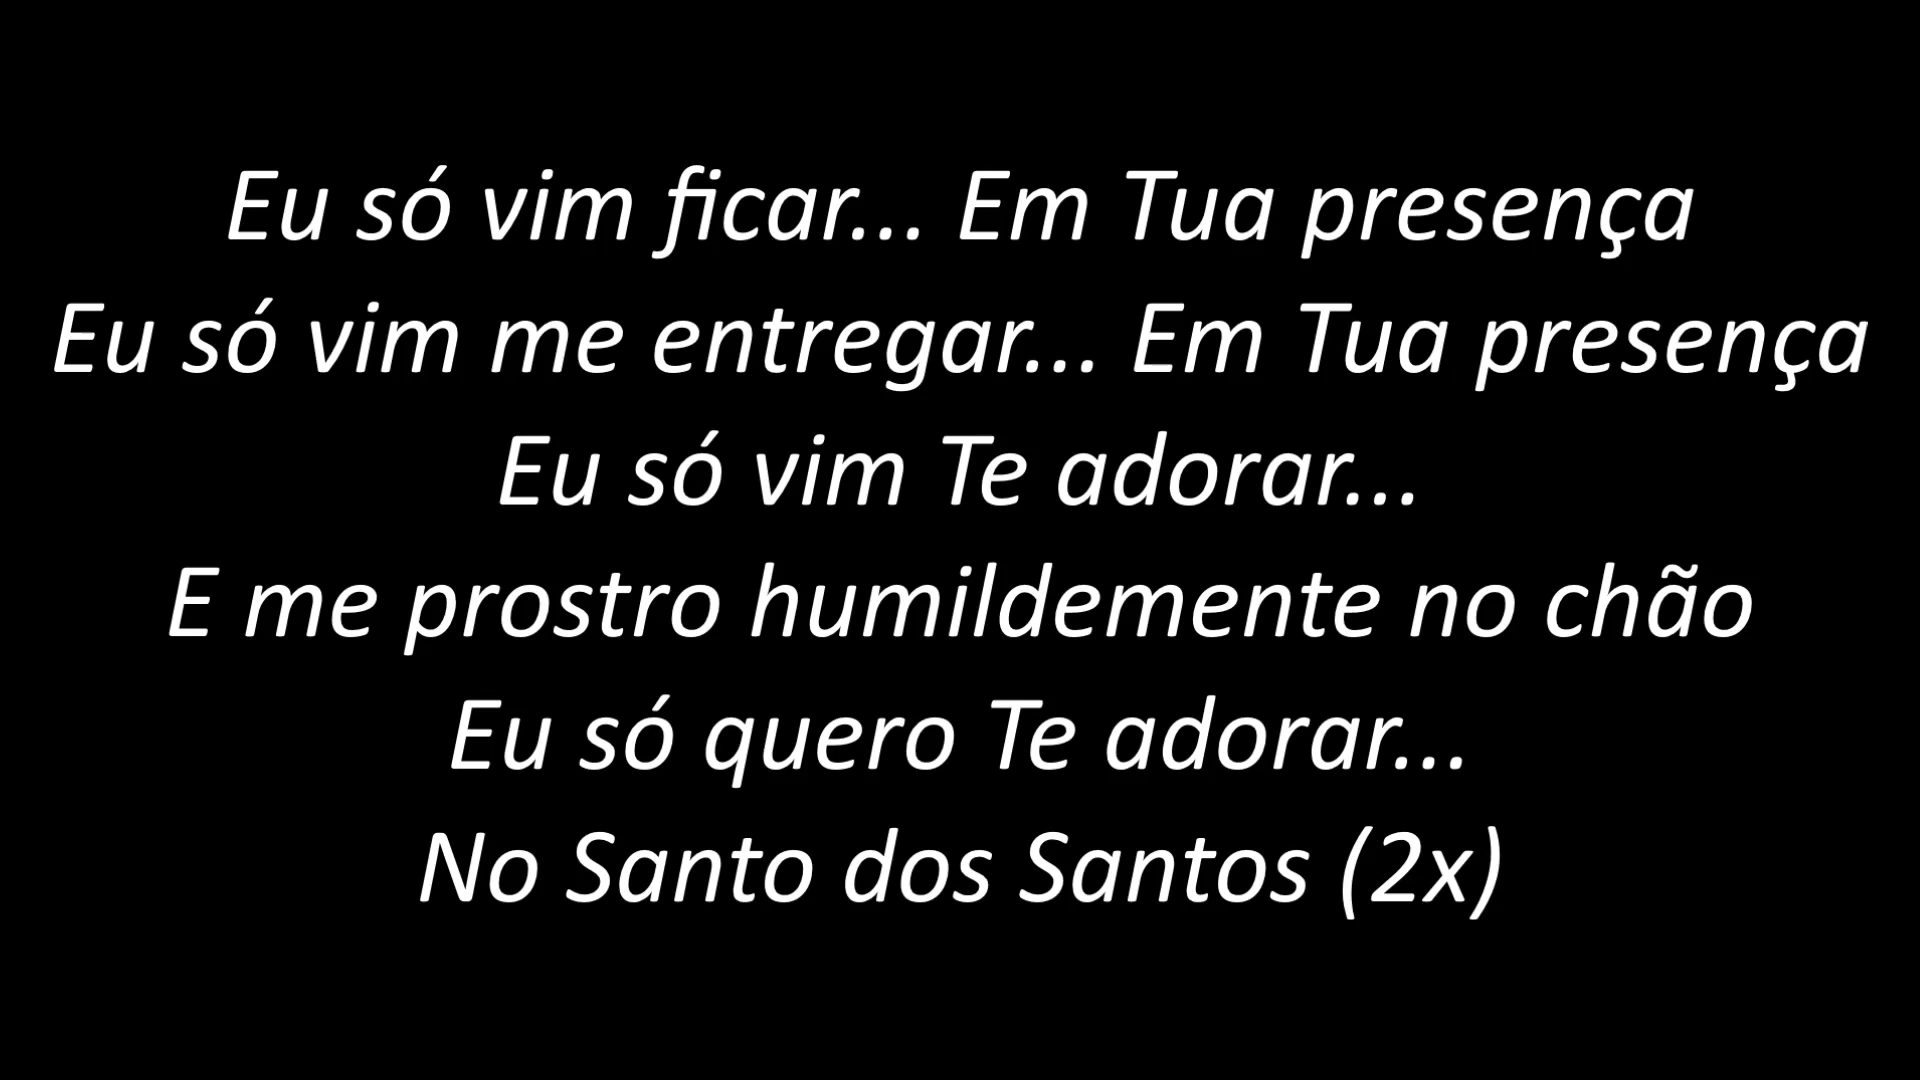 Eu só vim ficar... Em Tua presença
Eu só vim me entregar... Em Tua presença
Eu só vim Te adorar...
E me prostro humildemente no chão
Eu só quero Te adorar...
No Santo dos Santos (2x)